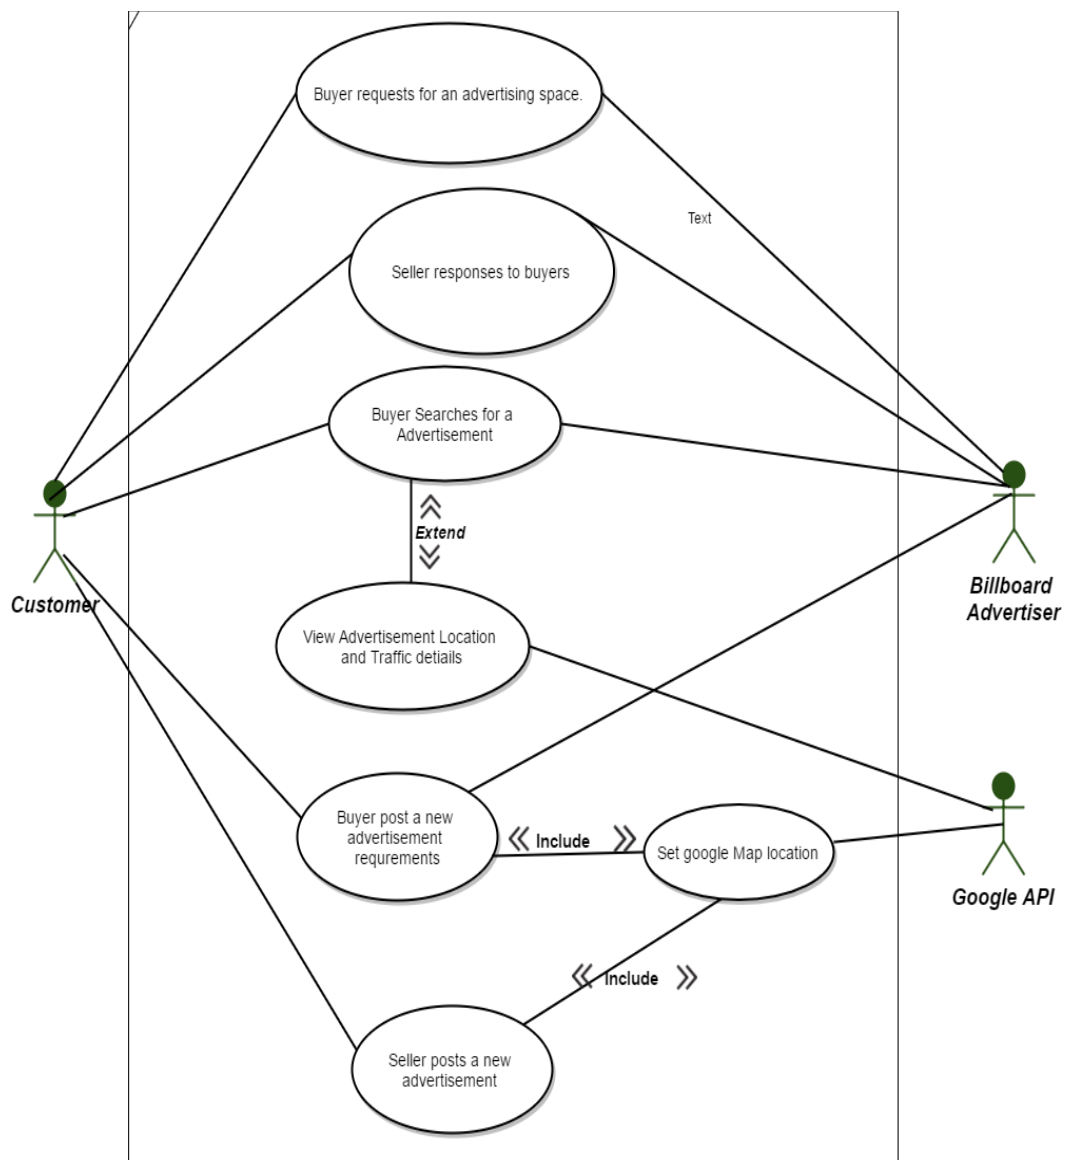 Buyer requests for an advertising space.
Text
Seller responses to buyers
Buyer Searches for a
Advertisement
Extend
Customer
Billboard
Advertiser
View Advertisement Location
and Traffic detiails
Buyer post a new
advertisement
requrements
Include
Set google Map location
Google API
Include
Seller posts a new
advertisement